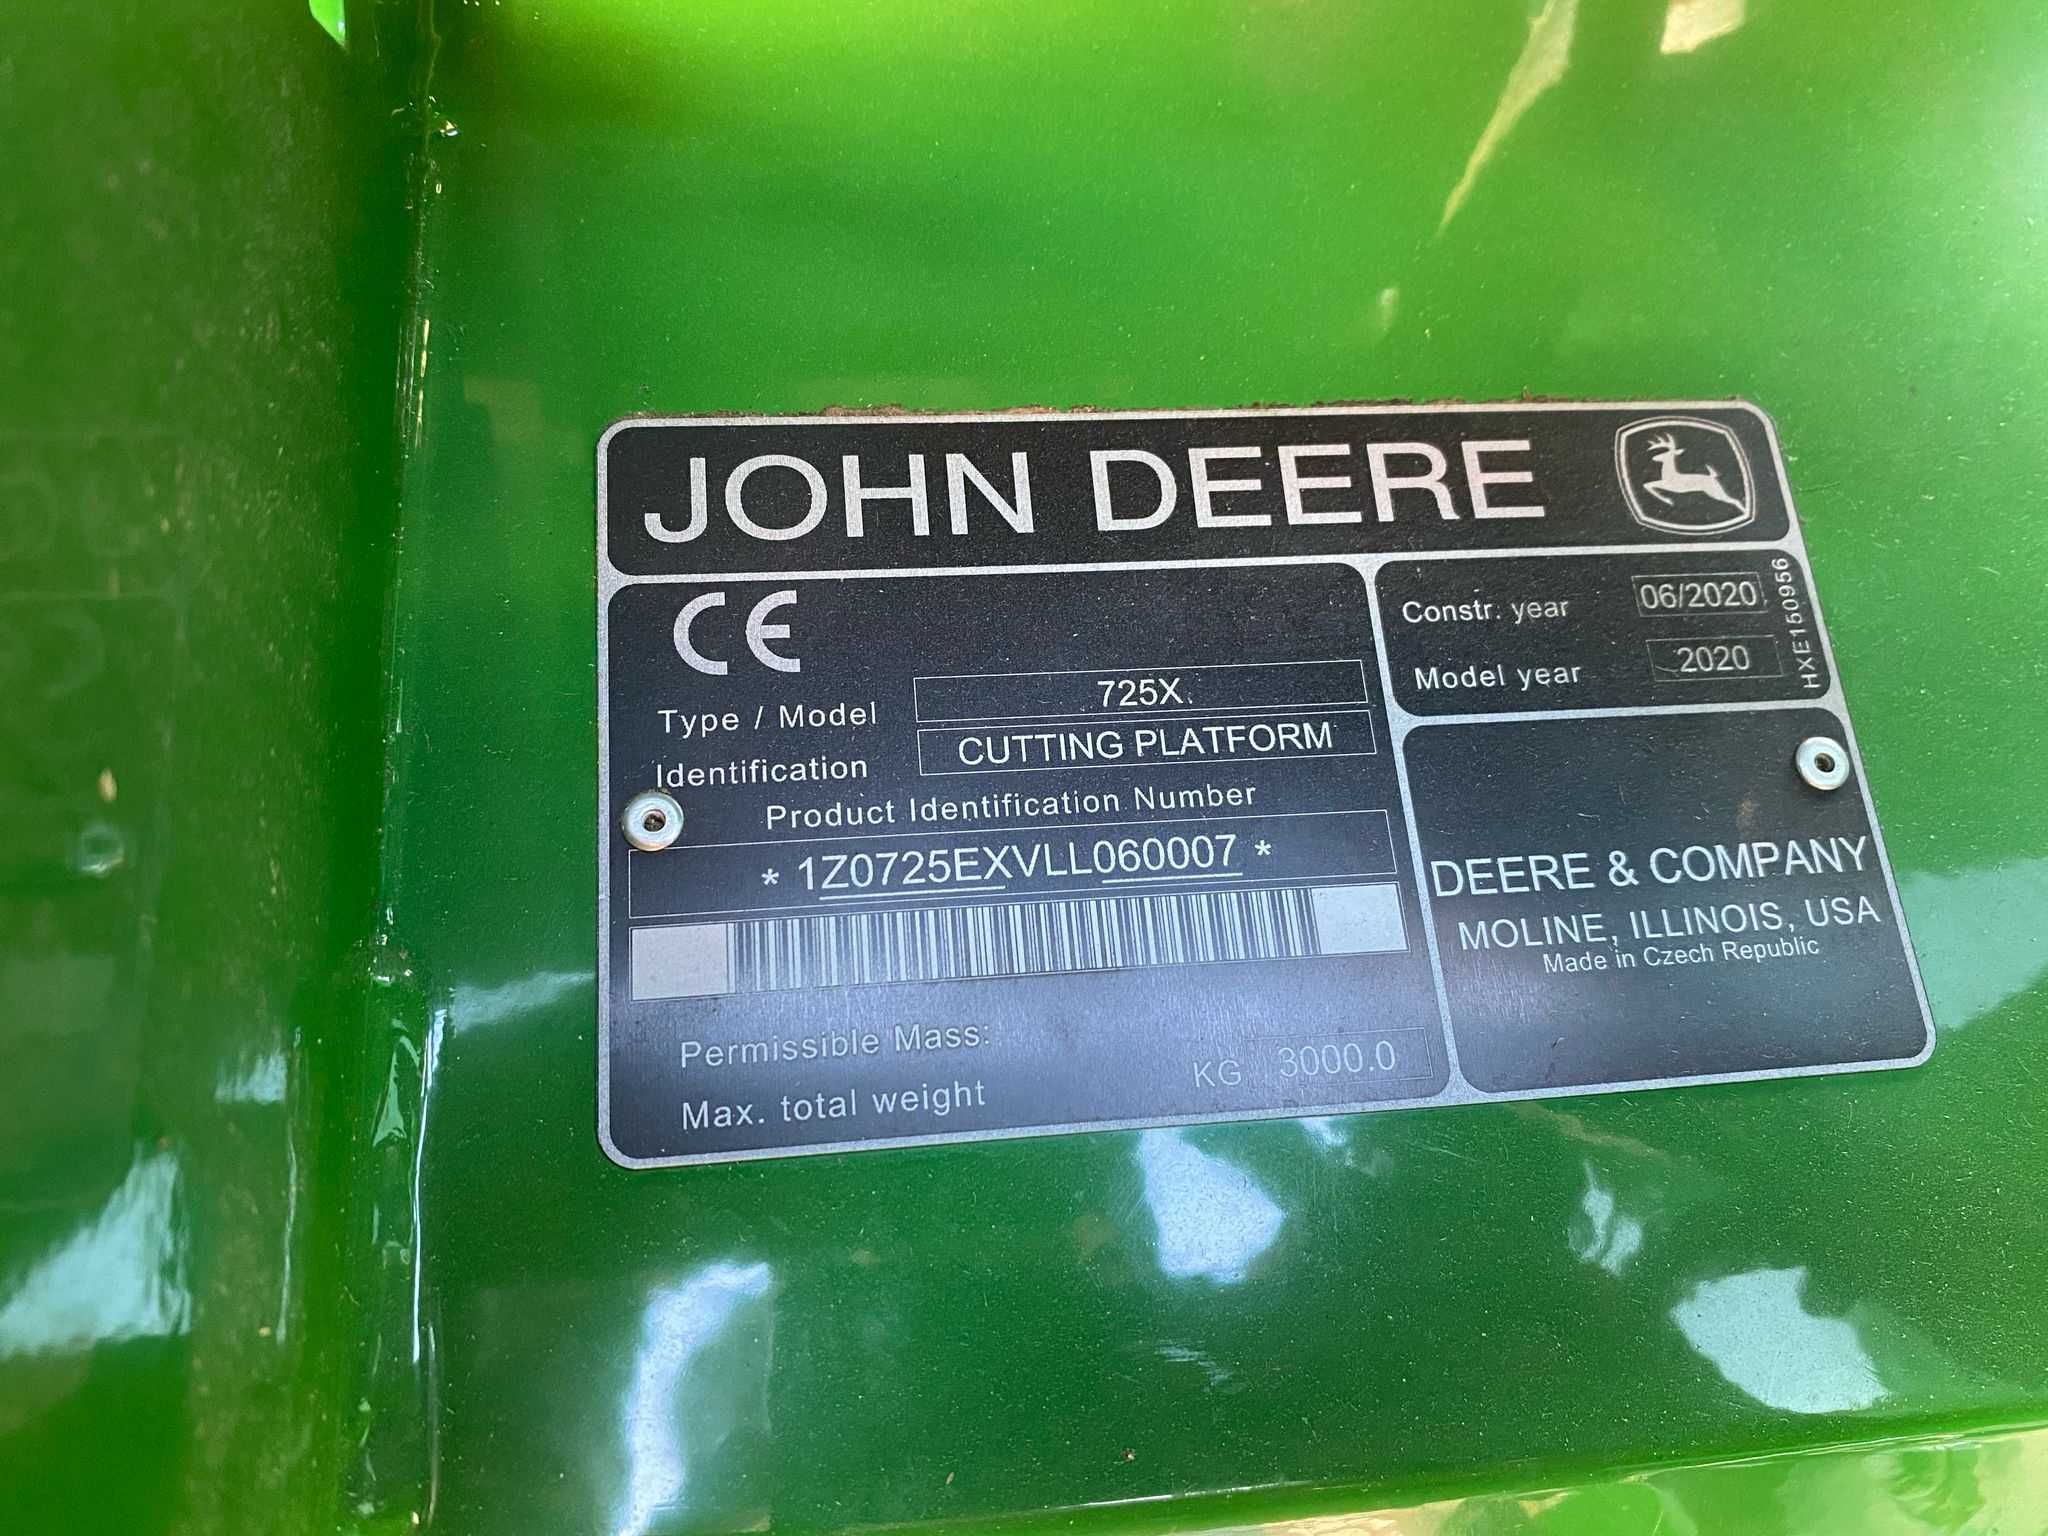 JOHN DEERE
CE
Type / Model 725X
Identification CUTTING PLATFORM
Product Identification Number
* 1Z0725EXVLL060007 *
Permissible Mass:
Max. total weight KG 3000.0
Constr. year 06/2020
Model year 2020
HXE150956
DEERE & COMPANY
MOLINE, ILLINOIS, USA
Made in Czech Republic